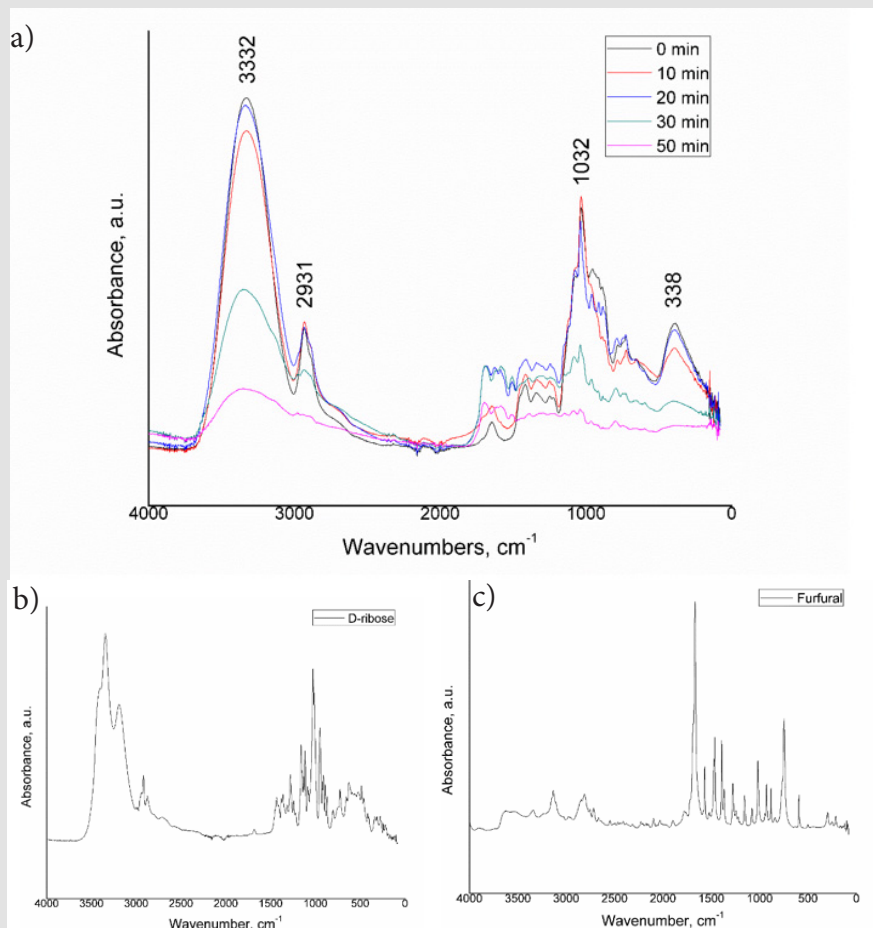 a)
3332
2931
1032
338
0 min
10 min
20 min
30 min
50 min
Absorbance, a.u.
4000 3000 2000 1000 0
Wavenumbers, cm-1
b)
D-ribose
Absorbance, a.u.
4000 3500 3000 2500 2000 1500 1000 500 0
Wavenumber, cm-1
c)
Furfural
Absorbance, a.u.
4000 3500 3000 2500 2000 1500 1000 500 0
Wavenumber, cm-1